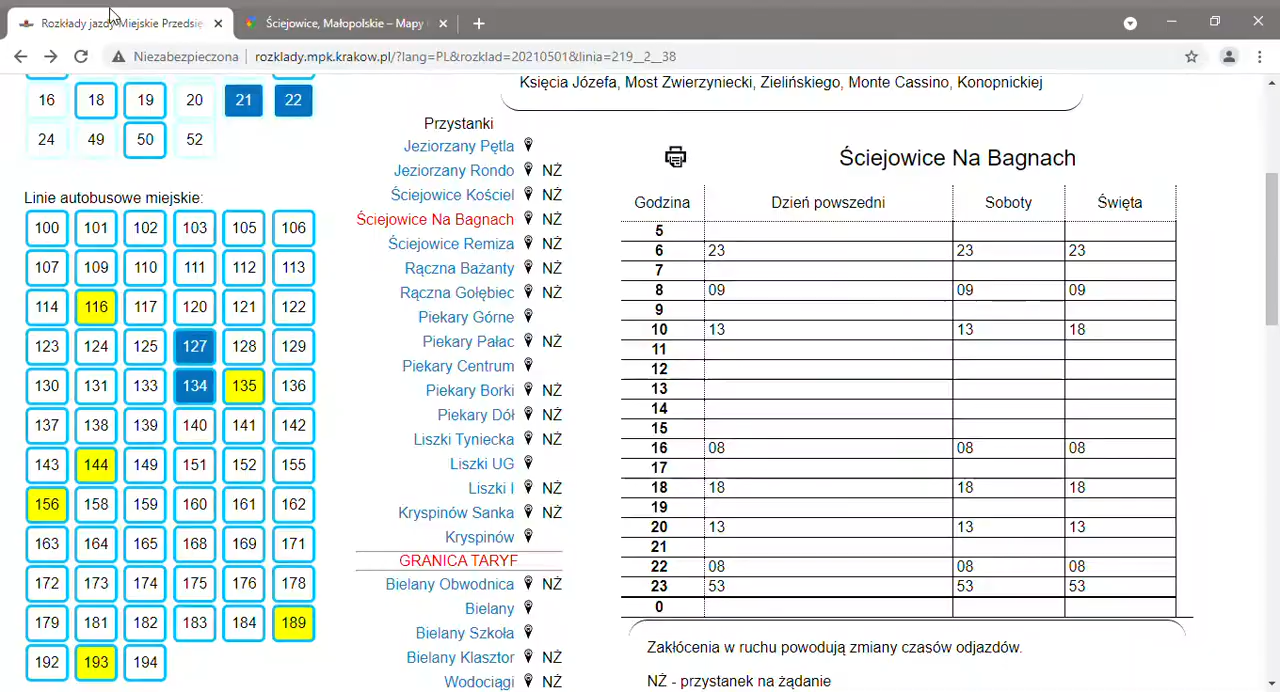 Rozkłady jazdy Miejskie Przedsię
Ściejowice, Małopolskie – Mapy
Niezabezpieczona
rozklady.mpk.krakow.pl/?lang=PL&rozklad=20210501&linia=219__2__38
16 18 19 20 21 22
24 49 50 52
Linie autobusowe miejskie:
100 101 102 103 105 106
107 109 110 111 112 113
114 116 117 120 121 122
123 124 125 127 128 129
130 131 133 134 135 136
137 138 139 140 141 142
143 144 149 151 152 155
156 158 159 160 161 162
163 164 165 168 169 171
172 173 174 175 176 178
179 181 182 183 184 189
192 193 194
Przystanki
Jeziorzany Pętla
Jeziorzany Rondo NŻ
Ściejowice Kościel NŻ
Ściejowice Na Bagnach NŻ
Ściejowice Remiza NŻ
Rączna Bażanty NŻ
Rączna Gołębiec NŻ
Piekary Górne
Piekary Pałac NŻ
Piekary Centrum
Piekary Borki NŻ
Piekary Dół NŻ
Liszki Tyniecka NŻ
Liszki UG
Liszki I NŻ
Kryspinów Sanka NŻ
Kryspinów
GRANICA TARYF
Bielany Obwodnica NŻ
Bielany
Bielany Szkoła
Bielany Klasztor NŻ
Wodociągi NŻ
Księcia Józefa, Most Zwierzyniecki, Zielińskiego, Monte Cassino, Konopnickiej
Ściejowice Na Bagnach
Godzina Dzień powszedni Soboty Święta
5
6 23 23 23
7
8 09 09 09
9
10 13 13 18
11
12
13
14
15
16 08 08 08
17
18 18 18 18
19
20 13 13 13
21
22 08 08 08
23 53 53 53
0
Zakłócenia w ruchu powodują zmiany czasów odjazdów.
NŻ - przystanek na żądanie